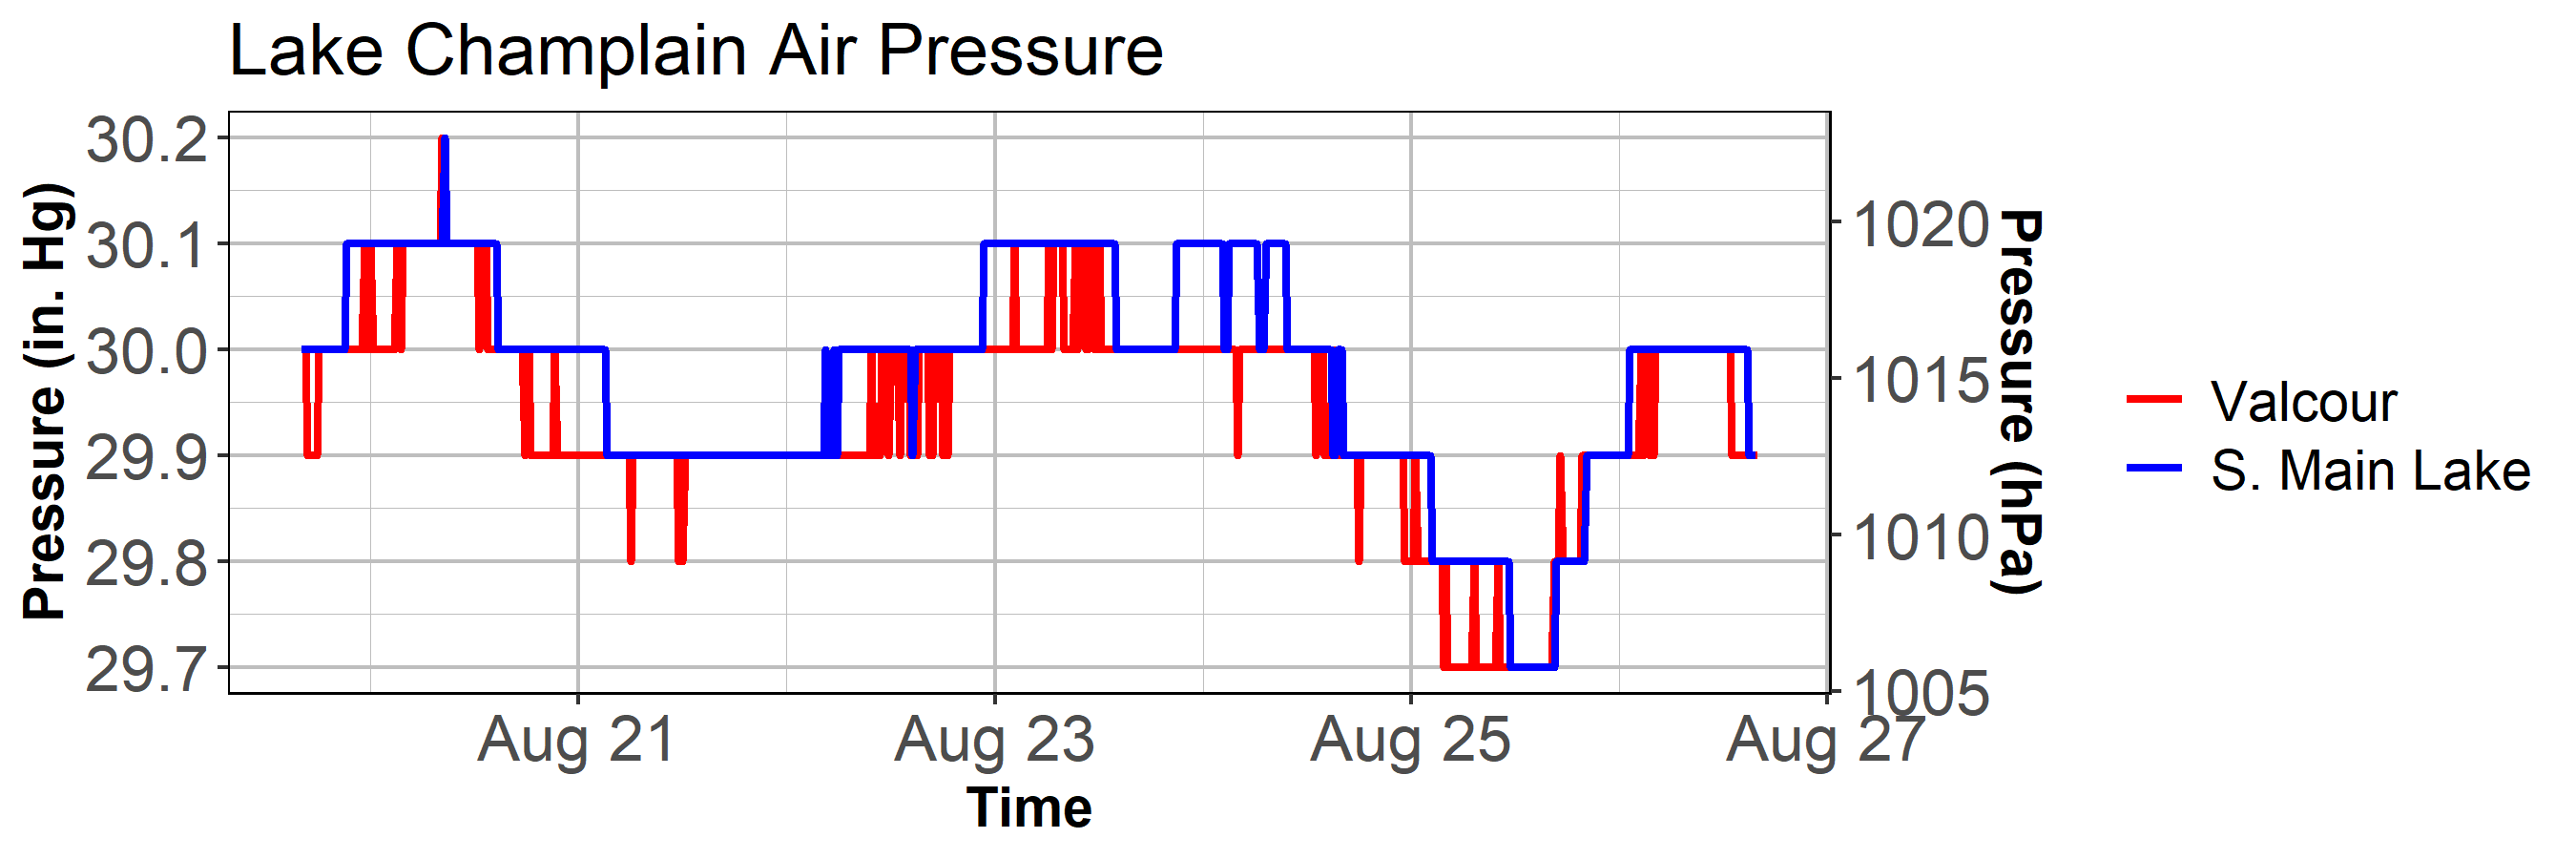 Lake Champlain Air Pressure
Pressure (in. Hg)
30.2
30.1
30.0
29.9
29.8
29.7
1020
1015
1010
1005
Pressure (hPa)
Aug 21
Aug 23
Aug 25
Aug 27
Time
Valcour
S. Main Lake